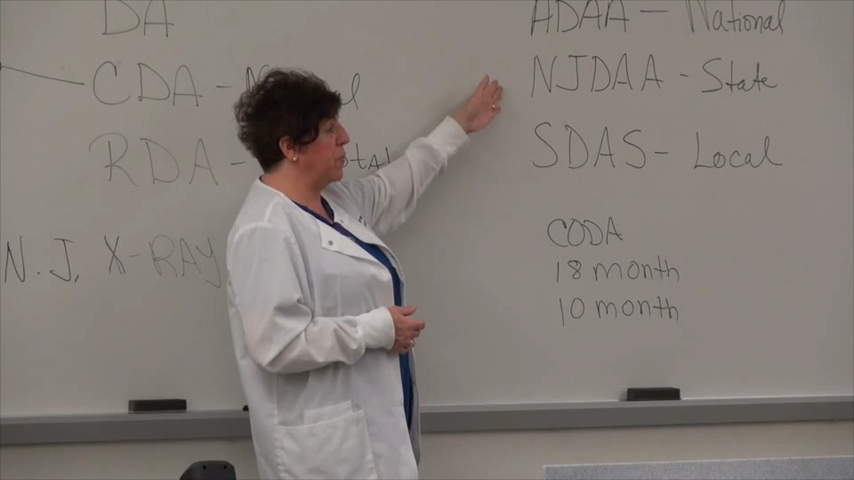 DA
CDA -
RDA -
N.J. X-RAY
ADAA - National
NJDAA - State
SDAS - Local
CODA
18 month
10 month